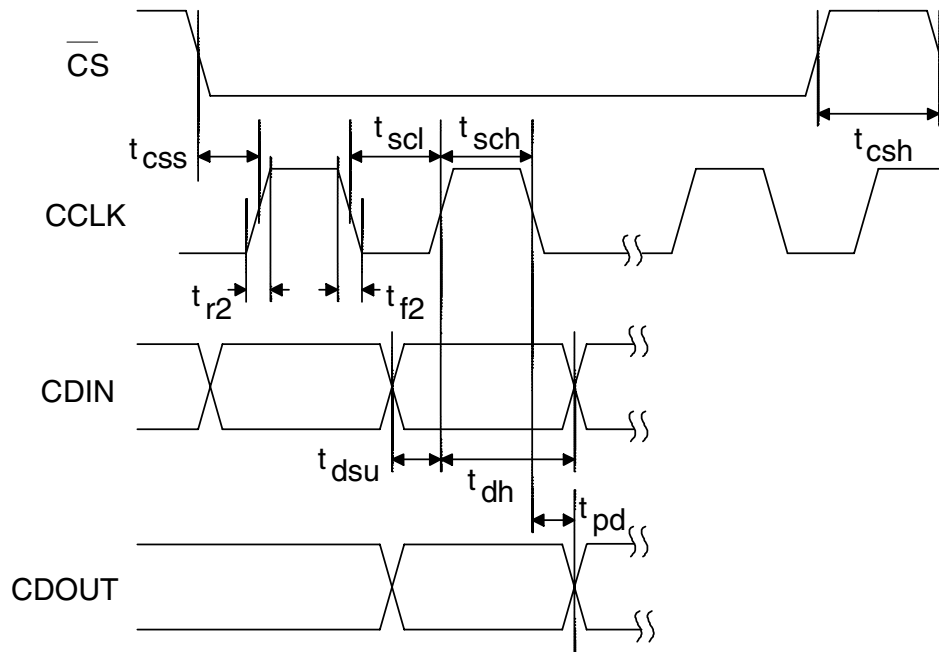 CS
t scl
t sch
t css
t csh
CCLK
t r2
t f2
CDIN
t dsu
t dh
t pd
CDOUT